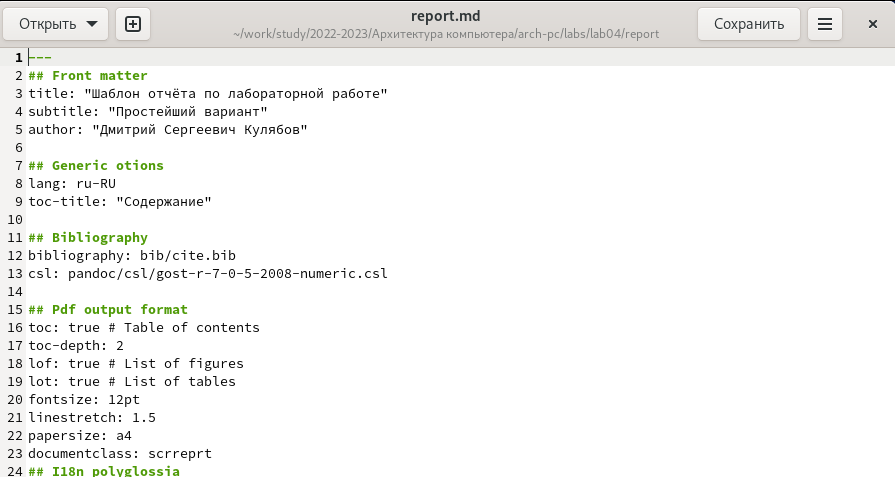 Открыть
report.md
~/work/study/2022-2023/Архитектура компьютера/arch-pc/labs/lab04/report
Сохранить
1 ---
2 ## Front matter
3 title: "Шаблон отчёта по лабораторной работе"
4 subtitle: "Простейший вариант"
5 author: "Дмитрий Сергеевич Кулябов"
6
7 ## Generic otions
8 lang: ru-RU
9 toc-title: "Содержание"
10
11 ## Bibliography
12 bibliography: bib/cite.bib
13 csl: pandoc/csl/gost-r-7-0-5-2008-numeric.csl
14
15 ## Pdf output format
16 toc: true # Table of contents
17 toc-depth: 2
18 lof: true # List of figures
19 lot: true # List of tables
20 fontsize: 12pt
21 linestretch: 1.5
22 papersize: a4
23 documentclass: scrreprt
24 ## I18n polyglossia